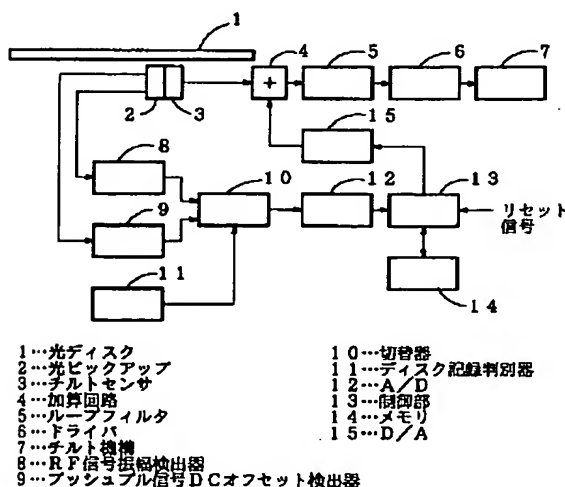 1
4
5
6
7
+
2
3
15
8
10
12
13
9
リセット
信号
11
14
1…光ディスク
2…光ピックアップ
3…チルトセンサ
4…加算回路
5…ループフィルタ
6…ドライバ
7…チルト機構
8…RF信号振幅検出器
9…プッシュプル信号DCオフセット検出器
10…切替器
11…ディスク記録判別器
12…A/D
13…制御部
14…メモリ
15…D/A